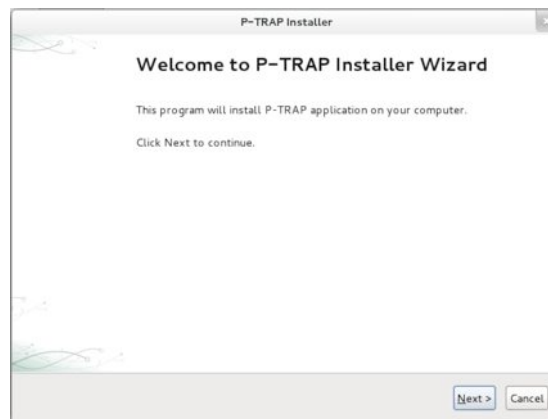 P-TRAP Installer
Welcome to P-TRAP Installer Wizard
This program will install P-TRAP application on your computer.
Click Next to continue.
Next > Cancel